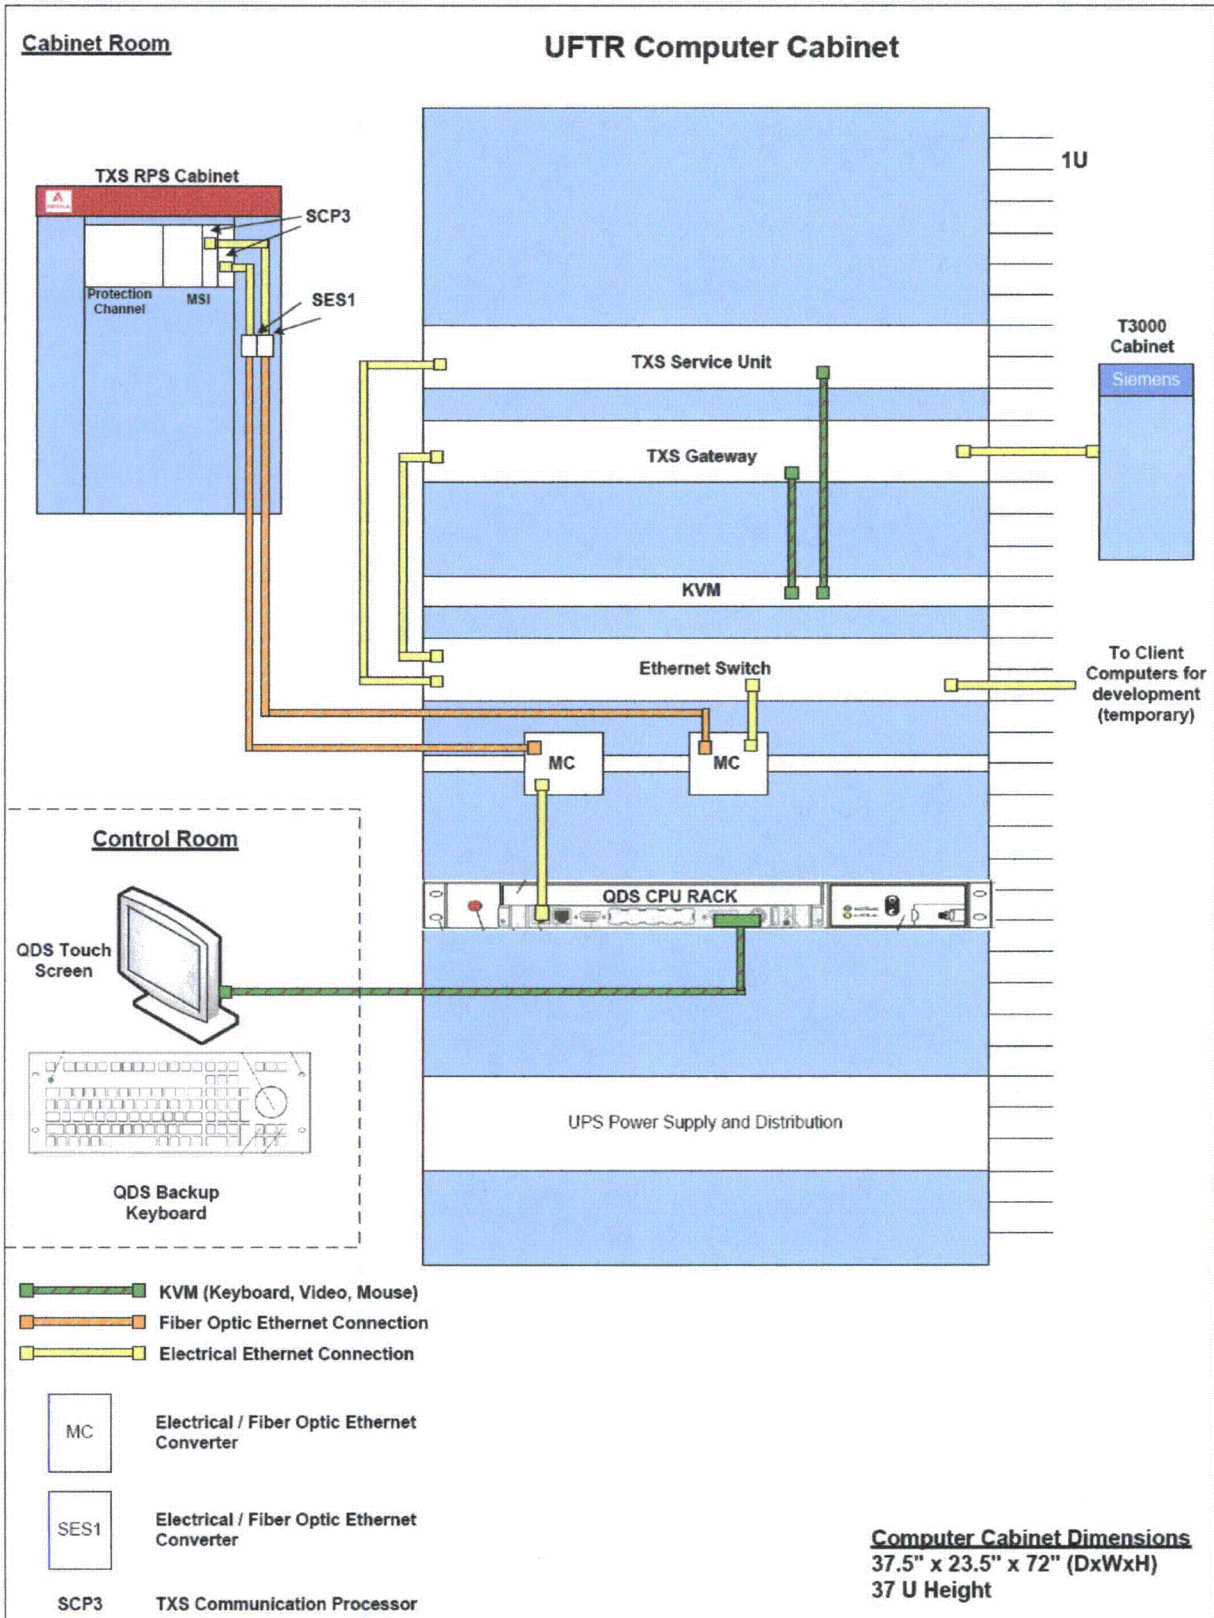 Cabinet Room
UFTR Computer Cabinet
1U
TXS RPS Cabinet
SCP3
Protection
Channel
MSI
SES1
T3000
Cabinet
Siemens
TXS Service Unit
TXS Gateway
KVM
Ethernet Switch
To Client
Computers for
development
(temporary)
MC
MC
Control Room
QDS CPU RACK
QDS Touch
Screen
UPS Power Supply and Distribution
QDS Backup
Keyboard
KVM (Keyboard, Video, Mouse)
Fiber Optic Ethernet Connection
Electrical Ethernet Connection
MC
Electrical / Fiber Optic Ethernet
Converter
SES1
Electrical / Fiber Optic Ethernet
Converter
SCP3
TXS Communication Processor
Computer Cabinet Dimensions
37.5" x 23.5" x 72" (DxWxH)
37 U Height